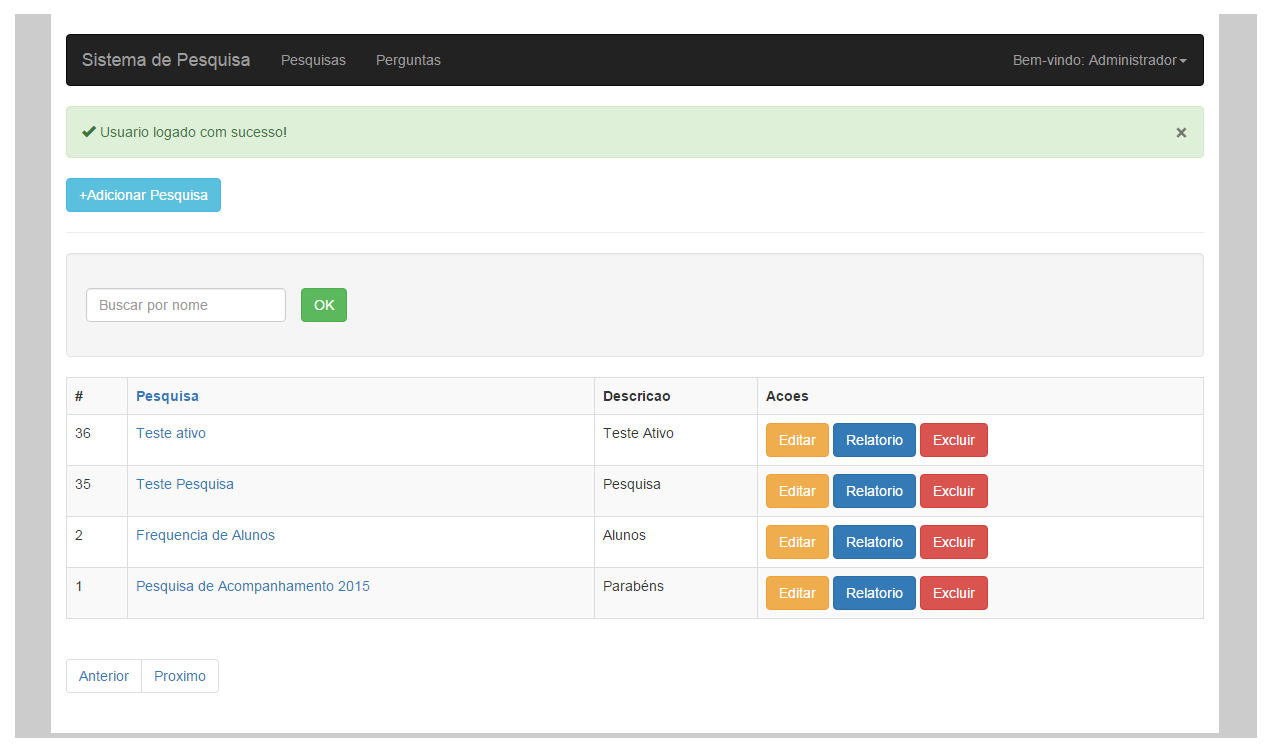 Sistema de Pesquisa Pesquisas Perguntas Bem-vindo: Administrador
Usuario logado com sucesso! ×
+Adicionar Pesquisa
Buscar por nome OK
# Pesquisa Descricao Acoes
36 Teste ativo Teste Ativo Editar Relatorio Excluir
35 Teste Pesquisa Pesquisa Editar Relatorio Excluir
2 Frequencia de Alunos Alunos Editar Relatorio Excluir
1 Pesquisa de Acompanhamento 2015 Parabéns Editar Relatorio Excluir
Anterior Proximo